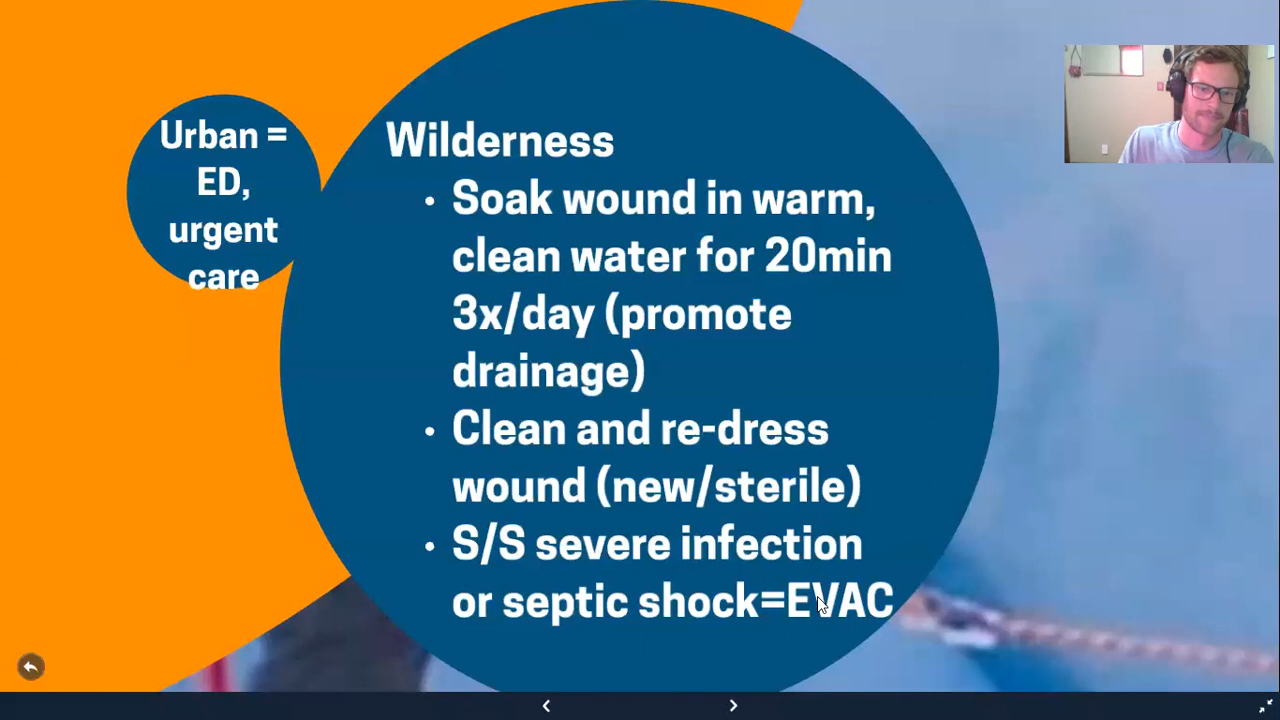 Urban =
ED,
urgent
care
Wilderness
• Soak wound in warm,
clean water for 20min
3x/day (promote
drainage)
• Clean and re-dress
wound (new/sterile)
• S/S severe infection
or septic shock=EVAC